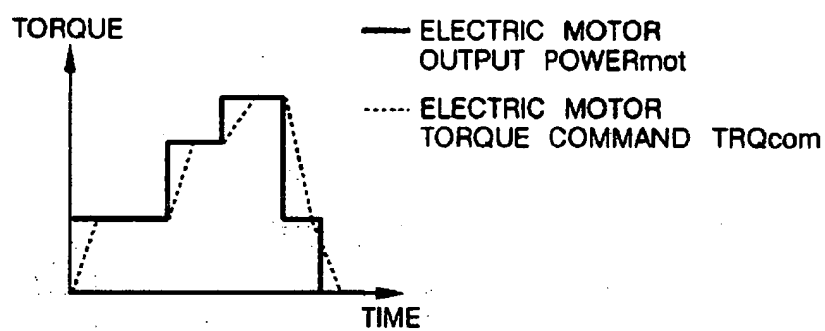 TORQUE
ELECTRIC MOTOR
OUTPUT POWERmot
ELECTRIC MOTOR
TORQUE COMMAND TRQcom
TIME